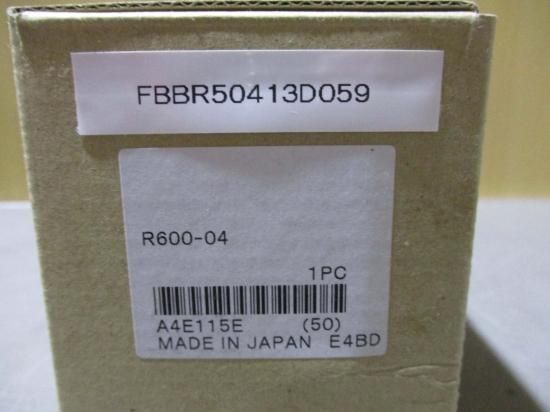 FBBR50413D059
R600-04
1PC
A4E115E (50)
MADE IN JAPAN E4BD